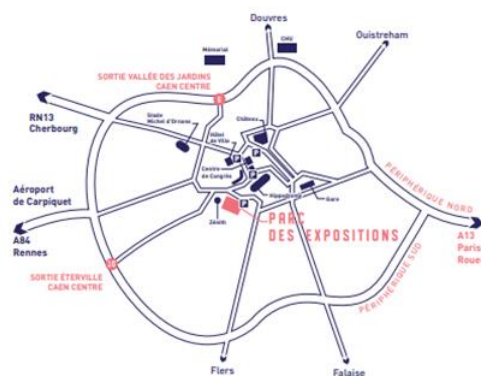 Douvres
CHU
Ouistreham
Mémorial
SORTIE VALLÉE DES JARDINS
CAEN CENTRE
RN13
Cherbourg
Stade
Michel d'Ornano
Château
Hôtel
de Ville
P
P
P
Centre
de Congrès
P
Hippodrome
Gare
Aéroport
de Carpiquet
Zénith
P
PARC
DES EXPOSITIONS
PÉRIPHÉRIQUE NORD
A13
Paris
Rouen
A84
Rennes
SORTIE ÉTERVILLE
CAEN CENTRE
PÉRIPHÉRIQUE SUD
Flers
Falaise